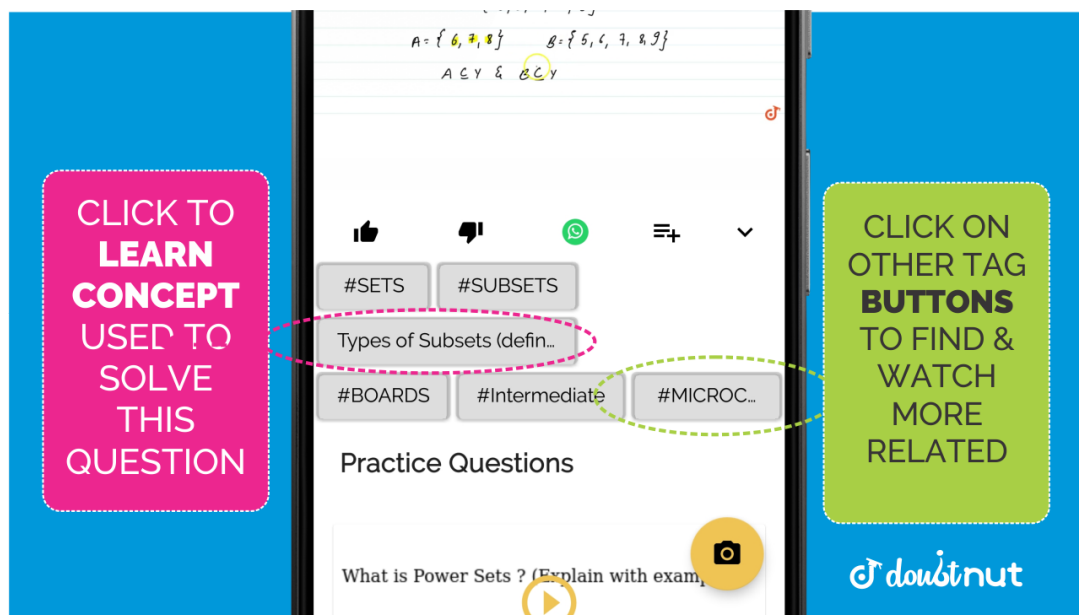 A = { 6, 7, 8} B = { 5, 6, 7, 8, 9}
A ⊆ Y & B ⊆ Y
CLICK TO
LEARN
CONCEPT
USED TO
SOLVE
THIS
QUESTION
#SETS #SUBSETS
Types of Subsets (defin...
#BOARDS #Intermediate #MICROC...
Practice Questions
What is Power Sets ? (Explain with exam
CLICK ON
OTHER TAG
BUTTONS
TO FIND &
WATCH
MORE
RELATED
doubtnut